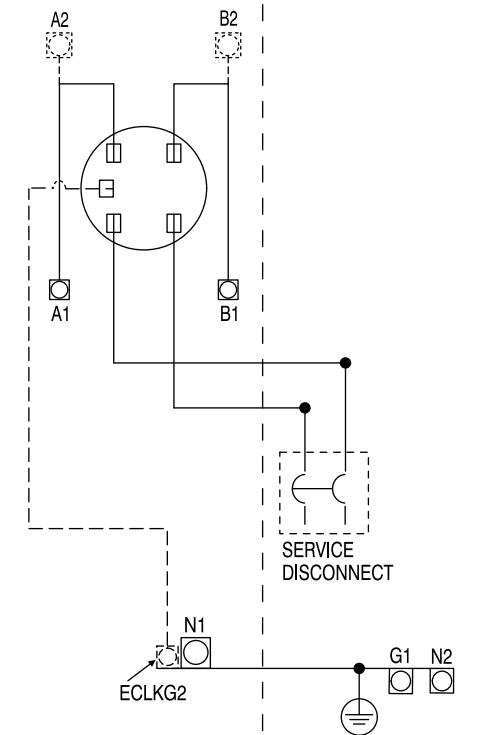 A2
B2
A1
B1
SERVICE
DISCONNECT
N1
G1
N2
ECLKG2